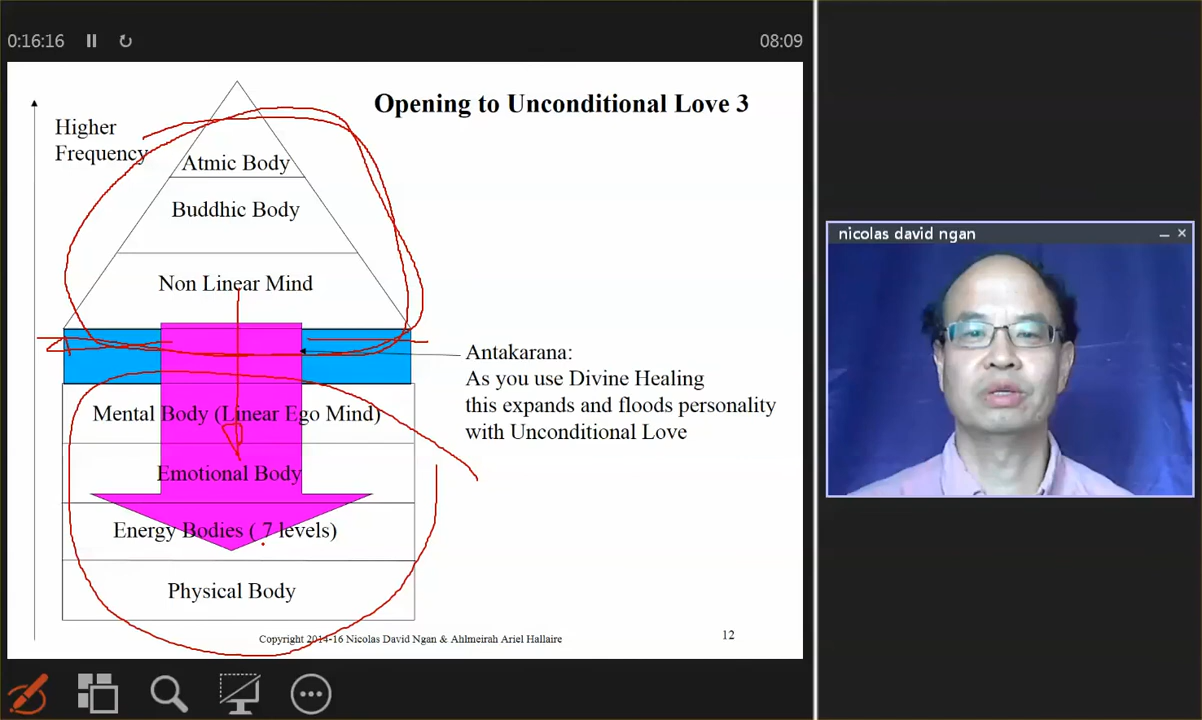 0:16:16
08:09
Opening to Unconditional Love 3
Higher
Frequency
Atmic Body
Buddhic Body
Non Linear Mind
Antakarana:
As you use Divine Healing
this expands and floods personality
with Unconditional Love
Mental Body (Linear Ego Mind)
Emotional Body
Energy Bodies ( 7 levels)
Physical Body
Copyright 2014-16 Nicolas David Ngan & Ahlmeirah Ariel Hallaire
12
nicolas david ngan